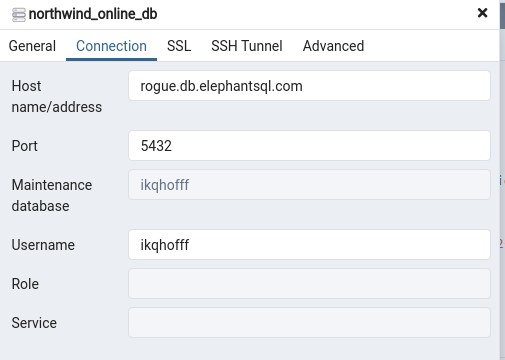 northwind_online_db
General Connection SSL SSH Tunnel Advanced
Host name/address rogue.db.elephantsql.com
Port 5432
Maintenance database ikqhofff
Username ikqhofff
Role
Service